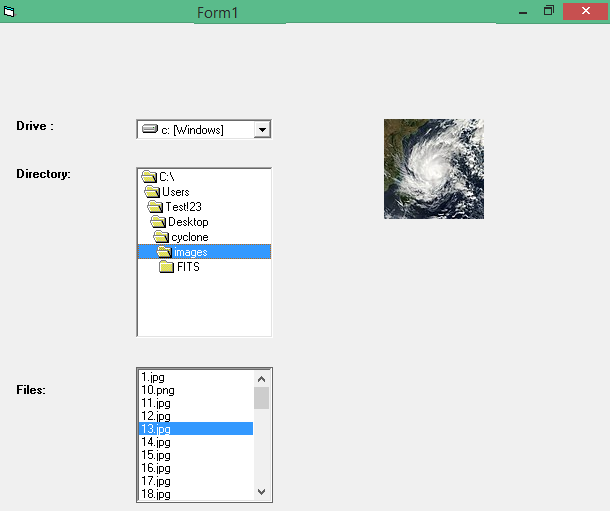 Form1
Drive :
c: [Windows]
Directory:
C:\
Users
Test!23
Desktop
cyclone
images
FITS
Files:
1.jpg
10.png
11.jpg
12.jpg
13.jpg
14.jpg
15.jpg
16.jpg
17.jpg
18.jpg